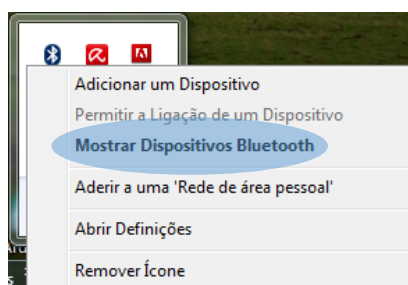 Adicionar um Dispositivo
Permitir a Ligação de um Dispositivo
Mostrar Dispositivos Bluetooth
Aderir a uma 'Rede de área pessoal'
Abrir Definições
Remover Ícone